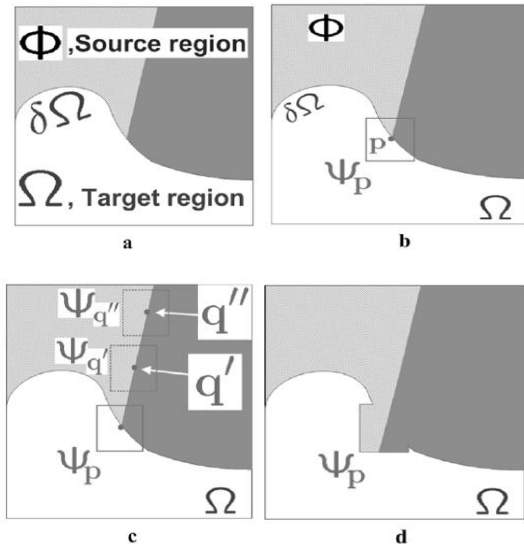 Φ ,Source region
δΩ
Ω, Target region
a
Φ
δΩ
p
Ψp
Ω
b
Ψq''
q''
Ψq'
q'
Ψp
Ω
c
Ψp
Ω
d